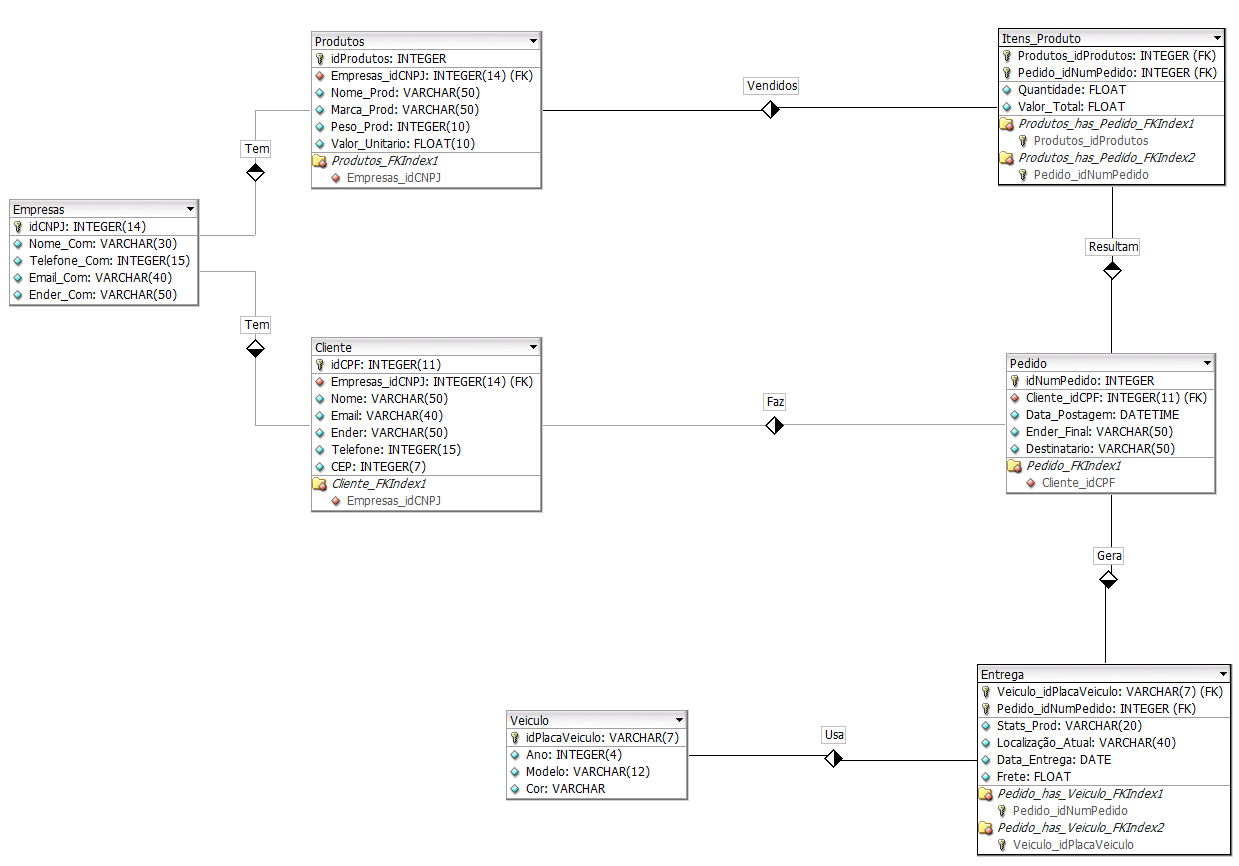 Produtos
idProdutos: INTEGER
Empresas_idCNPJ: INTEGER(14) (FK)
Nome_Prod: VARCHAR(50)
Marca_Prod: VARCHAR(50)
Peso_Prod: INTEGER(10)
Valor_Unitario: FLOAT(10)
Produtos_FKIndex1
Empresas_idCNPJ
Vendidos
Itens_Produto
Produtos_idProdutos: INTEGER (FK)
Pedido_idNumPedido: INTEGER (FK)
Quantidade: FLOAT
Valor_Total: FLOAT
Produtos_has_Pedido_FKIndex1
Produtos_idProdutos
Produtos_has_Pedido_FKIndex2
Pedido_idNumPedido
Tem
Empresas
idCNPJ: INTEGER(14)
Nome_Com: VARCHAR(30)
Telefone_Com: INTEGER(15)
Email_Com: VARCHAR(40)
Ender_Com: VARCHAR(50)
Resultam
Tem
Cliente
idCPF: INTEGER(11)
Empresas_idCNPJ: INTEGER(14) (FK)
Nome: VARCHAR(50)
Email: VARCHAR(40)
Ender: VARCHAR(50)
Telefone: INTEGER(15)
CEP: INTEGER(7)
Cliente_FKIndex1
Empresas_idCNPJ
Faz
Pedido
idNumPedido: INTEGER
Cliente_idCPF: INTEGER(11) (FK)
Data_Postagem: DATETIME
Ender_Final: VARCHAR(50)
Destinatario: VARCHAR(50)
Pedido_FKIndex1
Cliente_idCPF
Gera
Veiculo
idPlacaVeiculo: VARCHAR(7)
Ano: INTEGER(4)
Modelo: VARCHAR(12)
Cor: VARCHAR
Usa
Entrega
Veiculo_idPlacaVeiculo: VARCHAR(7) (FK)
Pedido_idNumPedido: INTEGER (FK)
Stats_Prod: VARCHAR(20)
Localização_Atual: VARCHAR(40)
Data_Entrega: DATE
Frete: FLOAT
Pedido_has_Veiculo_FKIndex1
Pedido_idNumPedido
Pedido_has_Veiculo_FKIndex2
Veiculo_idPlacaVeiculo